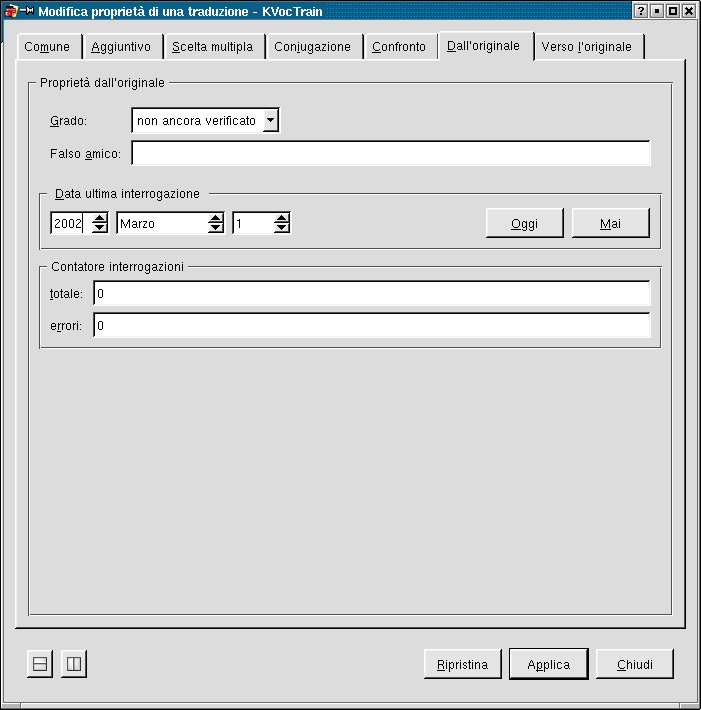 Modifica proprietà di una traduzione - KVocTrain
Comune Aggiuntivo Scelta multipla Conjugazione Confronto Dall'originale Verso l'originale
Proprietà dall'originale
Grado: non ancora verificato
Falso amico:
Data ultima interrogazione
2002 Marzo 1 Oggi Mai
Contatore interrogazioni
totale: 0
errori: 0
Ripristina Applica Chiudi